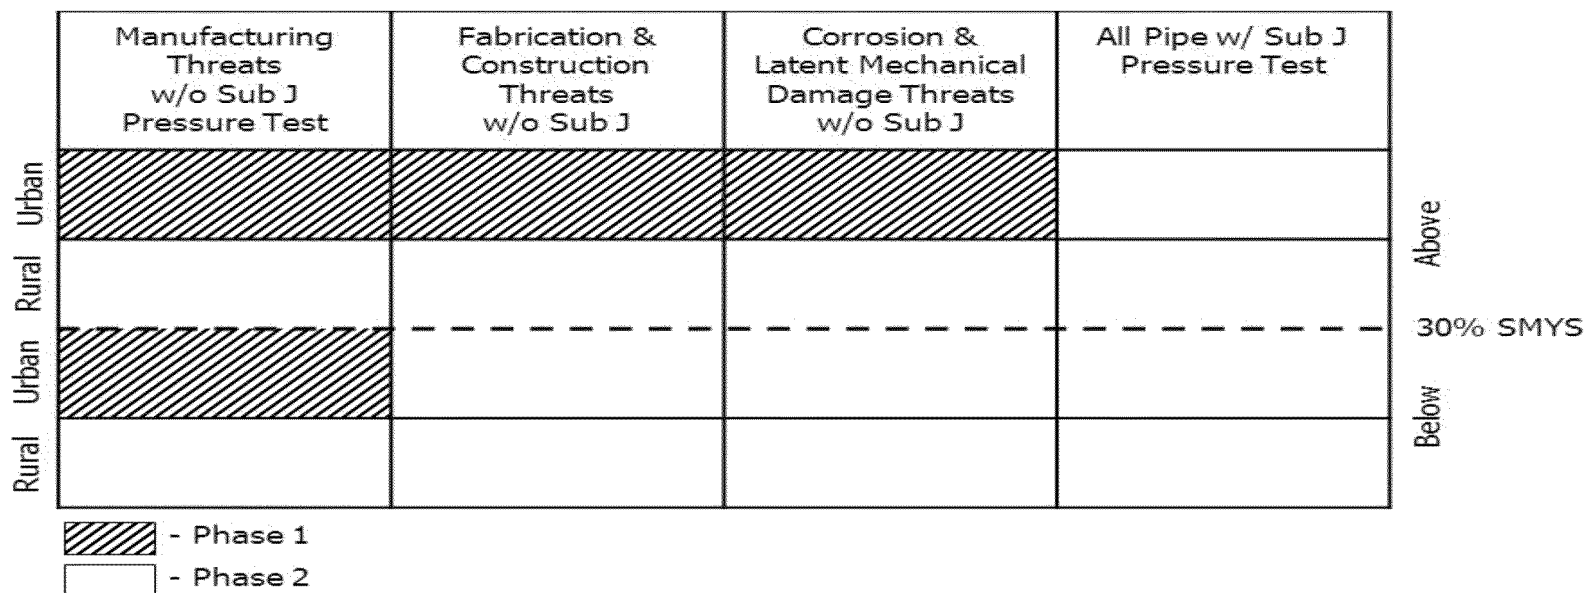 Manufacturing
Threats
w/o Sub J
Pressure Test
Fabrication &
Construction
Threats
w/o Sub J
Corrosion &
Latent Mechanical
Damage Threats
w/o Sub J
All Pipe w/ Sub J
Pressure Test
Urban
Rural
Urban
Rural
Above
30% SMYS
Below
- Phase 1
- Phase 2